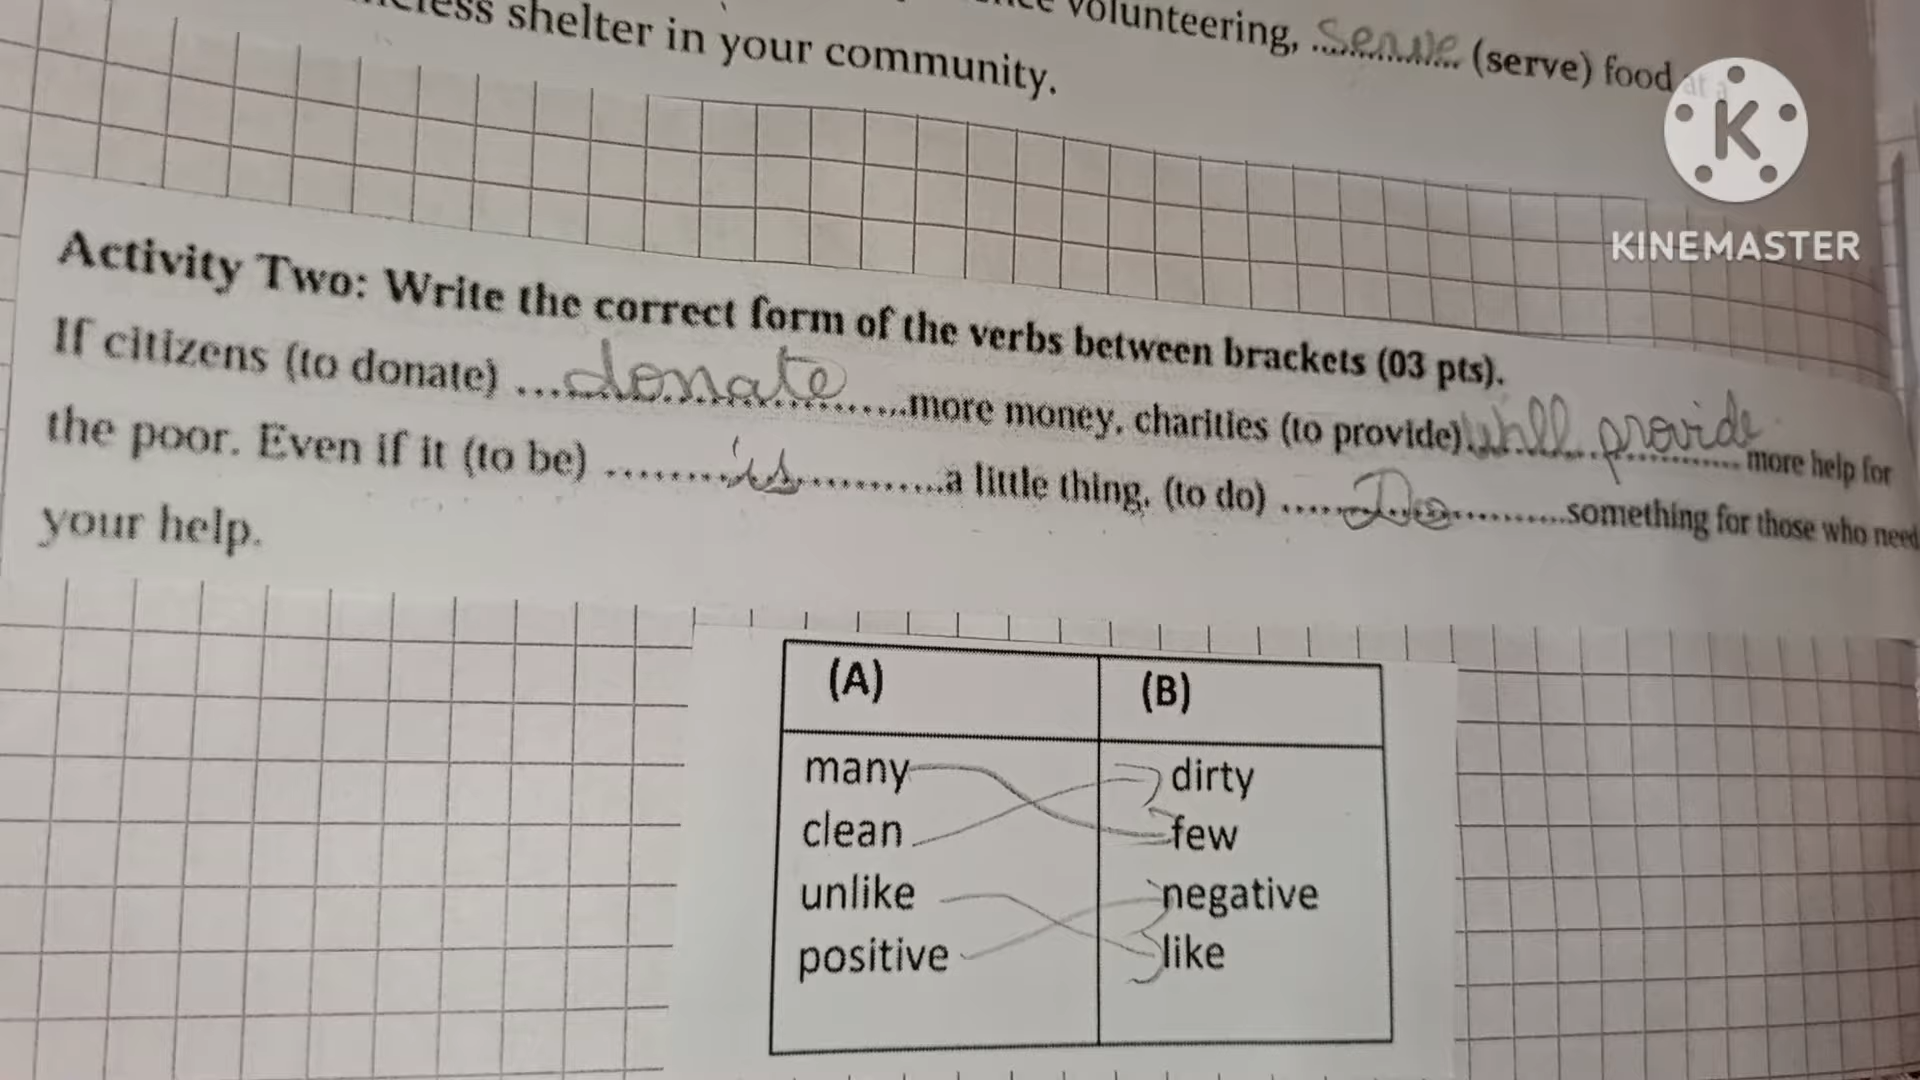 volunteering, serve (serve) food at a
shelter in your community.
K
KINEMASTER
Activity Two: Write the correct form of the verbs between brackets (03 pts).
If citizens (to donate) ...donate...more money, charities (to provide)...will provide...more help for
the poor. Even if it (to be) ...is...a little thing, (to do) ...Do...something for those who need
your help.
(A) (B)
many dirty
clean few
unlike negative
positive like